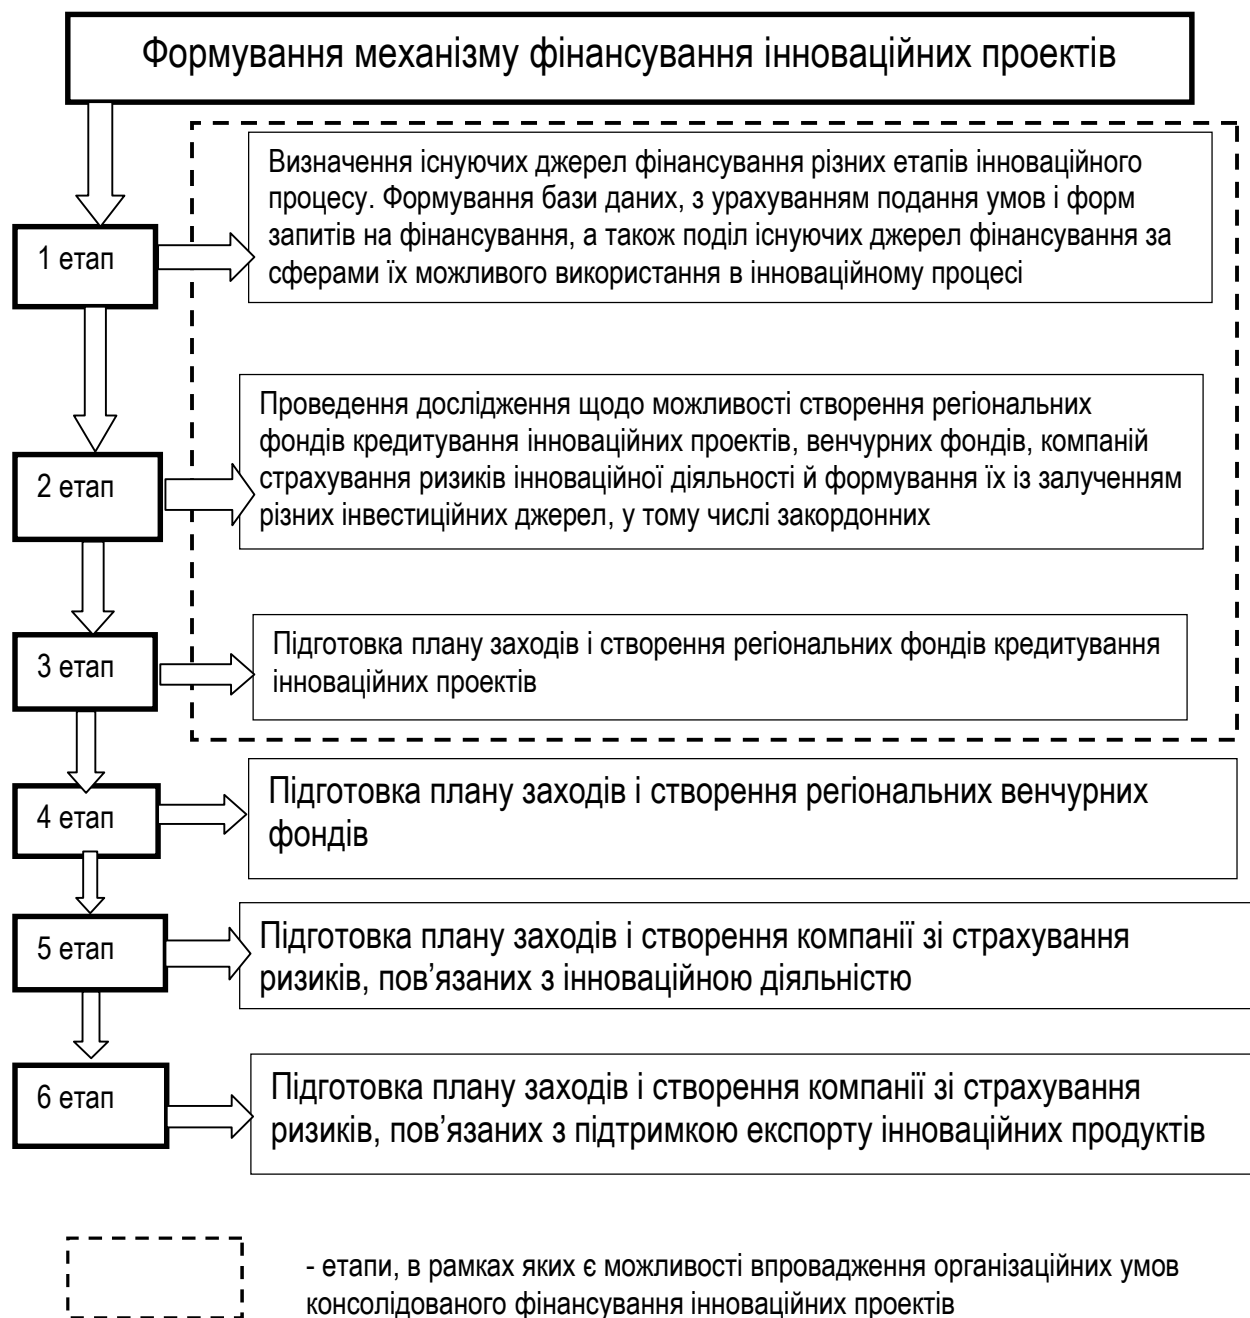 Формування механізму фінансування інноваційних проектів
Визначення існуючих джерел фінансування різних етапів інноваційного
процесу. Формування бази даних, з урахуванням подання умов і форм
запитів на фінансування, а також поділ існуючих джерел фінансування за
сферами їх можливого використання в інноваційному процесі
1 етап
Проведення дослідження щодо можливості створення регіональних
фондів кредитування інноваційних проектів, венчурних фондів, компаній
страхування ризиків інноваційної діяльності й формування їх із залученням
різних інвестиційних джерел, у тому числі закордонних
2 етап
Підготовка плану заходів і створення регіональних фондів кредитування
інноваційних проектів
3 етап
Підготовка плану заходів і створення регіональних венчурних
фондів
4 етап
Підготовка плану заходів і створення компанії зі страхування
ризиків, пов’язаних з інноваційною діяльністю
5 етап
Підготовка плану заходів і створення компанії зі страхування
ризиків, пов’язаних з підтримкою експорту інноваційних продуктів
6 етап
- етапи, в рамках яких є можливості впровадження організаційних умов
консолідованого фінансування інноваційних проектів